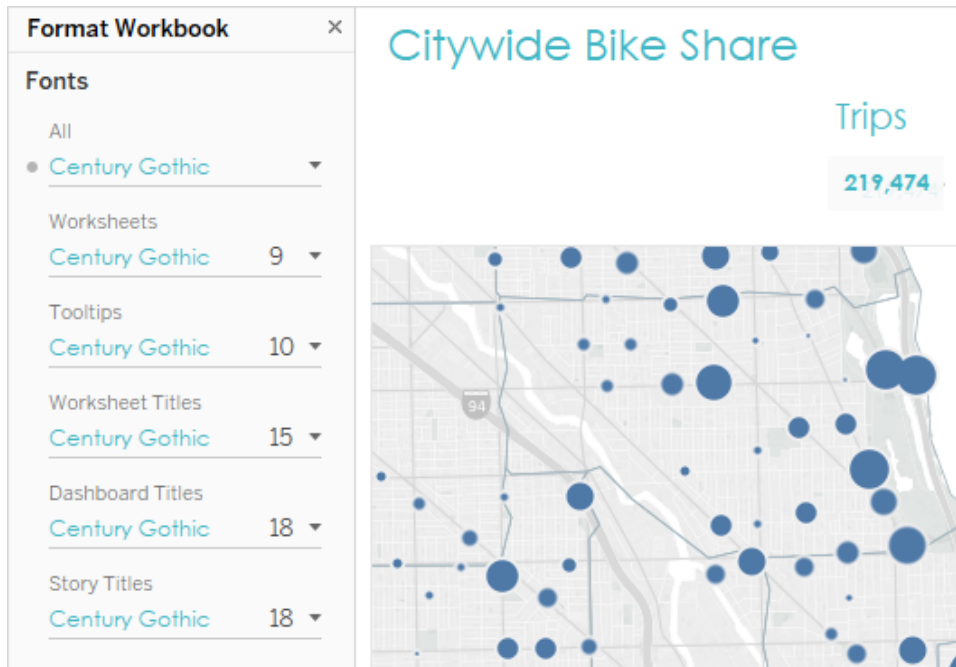 Format Workbook ×
Fonts
All
Century Gothic
Worksheets
Century Gothic 9
Tooltips
Century Gothic 10
Worksheet Titles
Century Gothic 15
Dashboard Titles
Century Gothic 18
Story Titles
Century Gothic 18
Citywide Bike Share
Trips
219,474
94